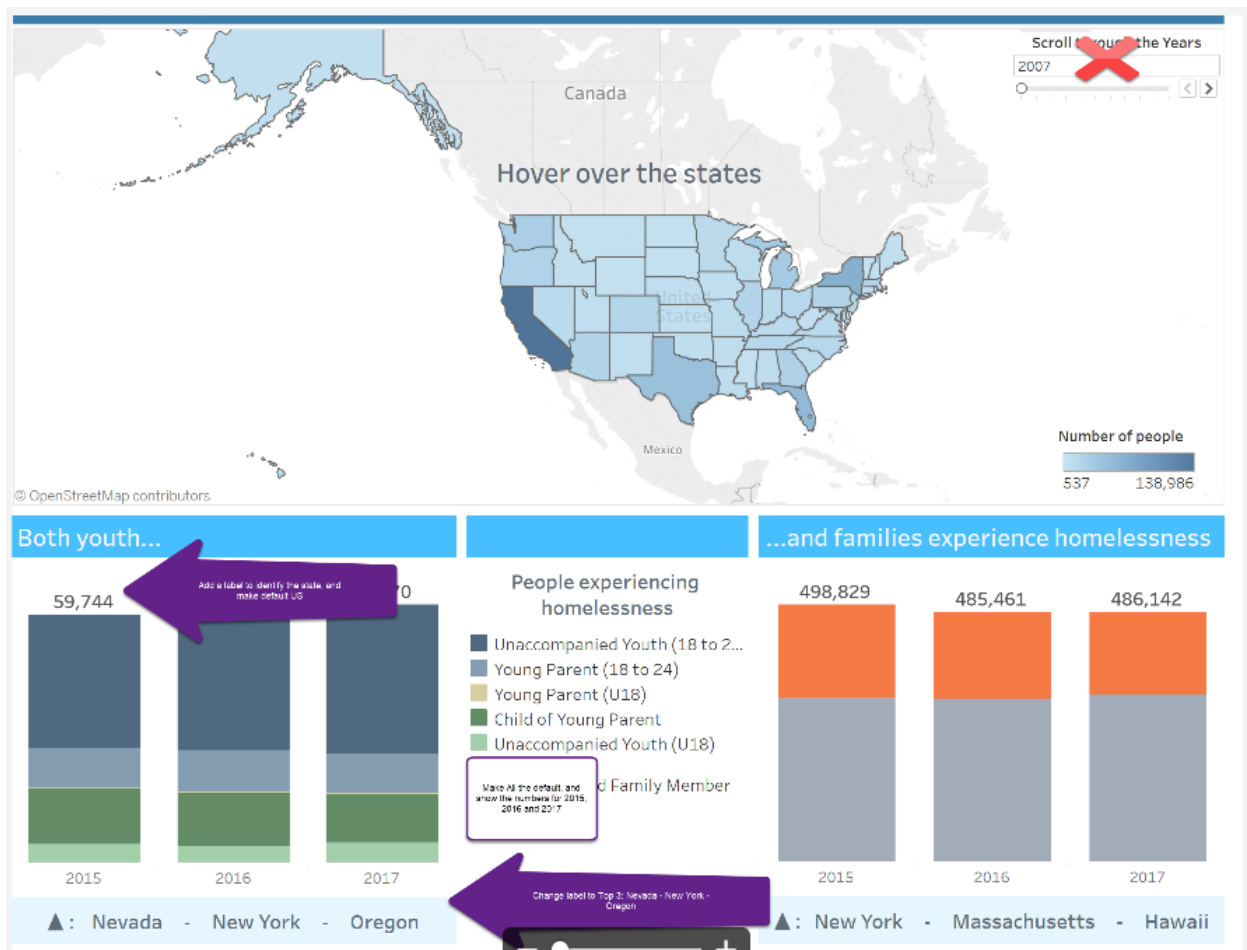 Scroll through the Years
2007
Canada
Hover over the states
United
States
Mexico
Number of people
537 138,986
© OpenStreetMap contributors
Both youth...
...and families experience homelessness
59,744
Add a label to identify the state, and
make default US
People experiencing
homelessness
Unaccompanied Youth (18 to 2...
Young Parent (18 to 24)
Young Parent (U18)
Child of Young Parent
Unaccompanied Youth (U18)
d Family Member
Make All the default, and
show the numbers for 2015,
2016 and 2017
498,829 485,461 486,142
2015 2016 2017
2015 2016 2017
Change label to Top 3: Nevada - New York -
Oregon
▲: Nevada - New York - Oregon
▲: New York - Massachusetts - Hawaii